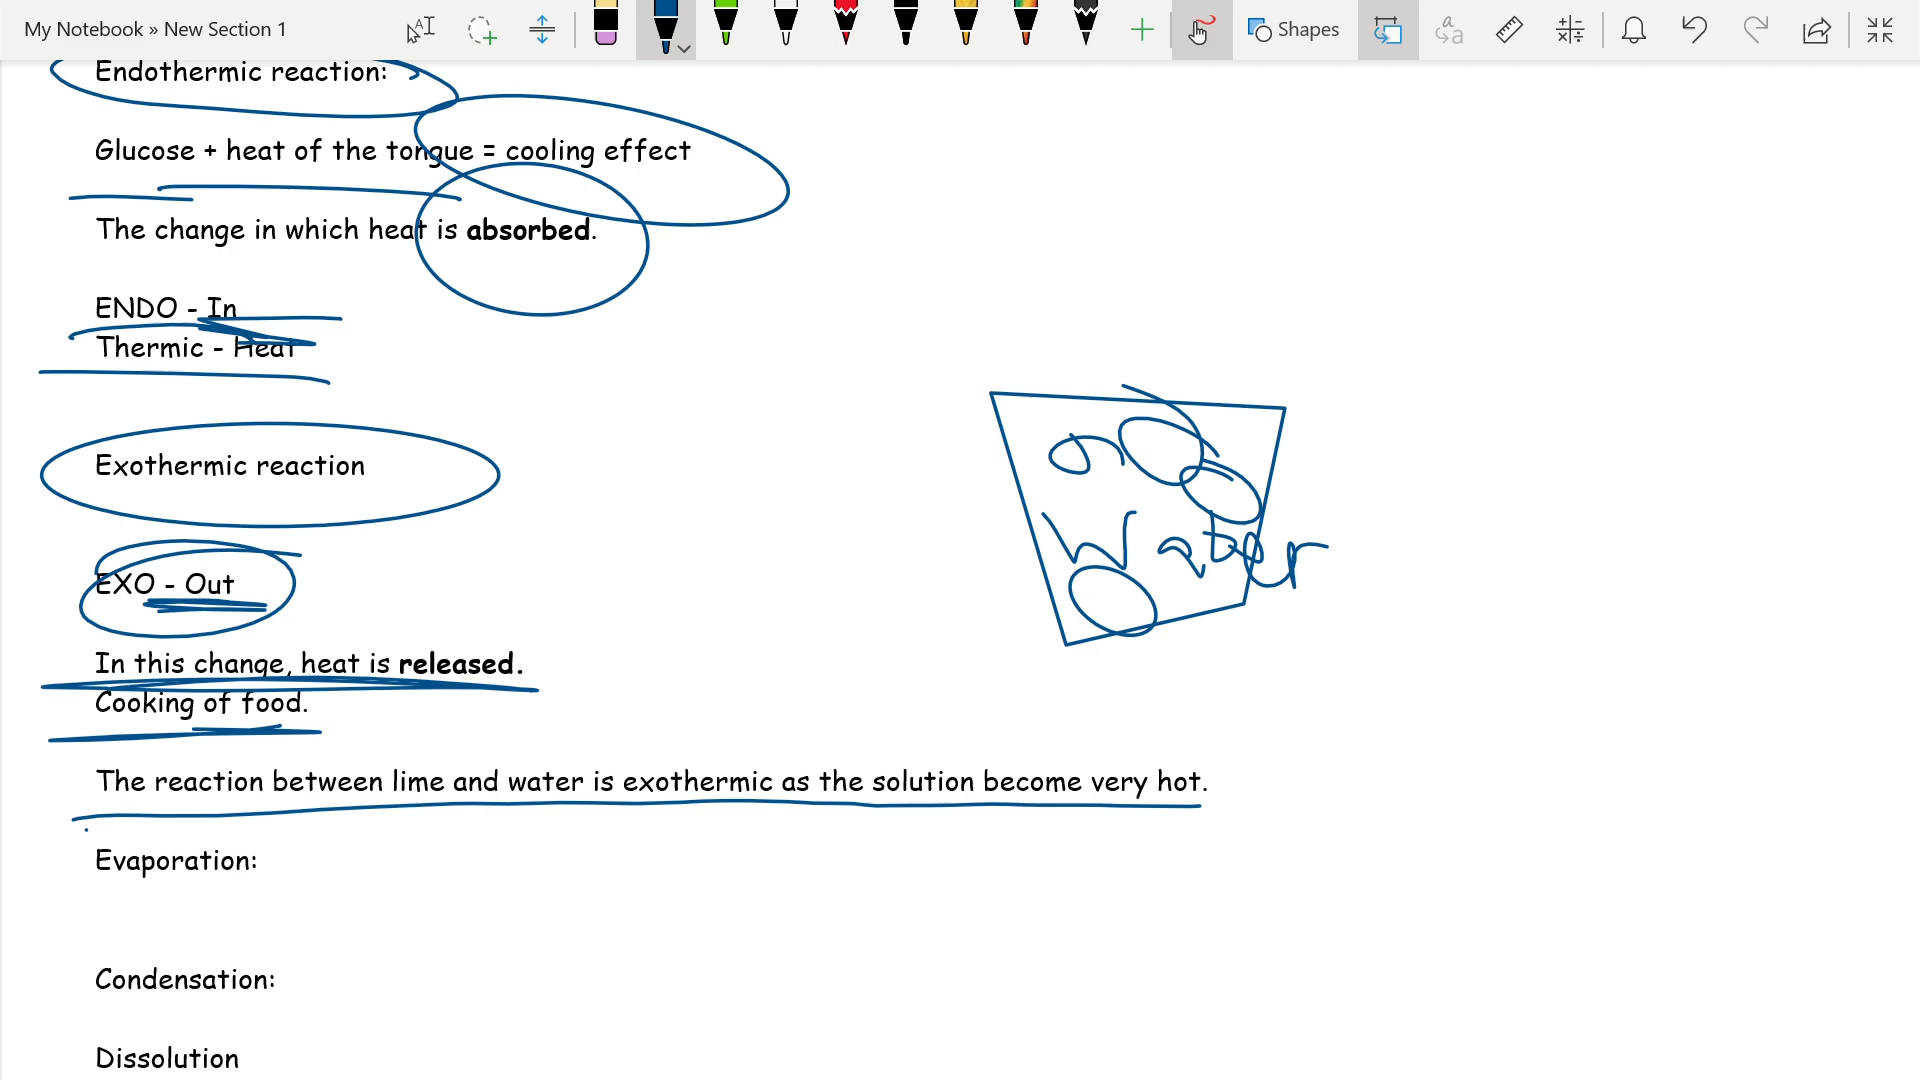 My Notebook » New Section 1
Shapes
Endothermic reaction:
Glucose + heat of the tongue = cooling effect
The change in which heat is absorbed.
ENDO - In
Thermic - Heat
Exothermic reaction
EXO - Out
In this change, heat is released.
Cooking of food.
Water
The reaction between lime and water is exothermic as the solution become very hot.
Evaporation:
Condensation:
Dissolution